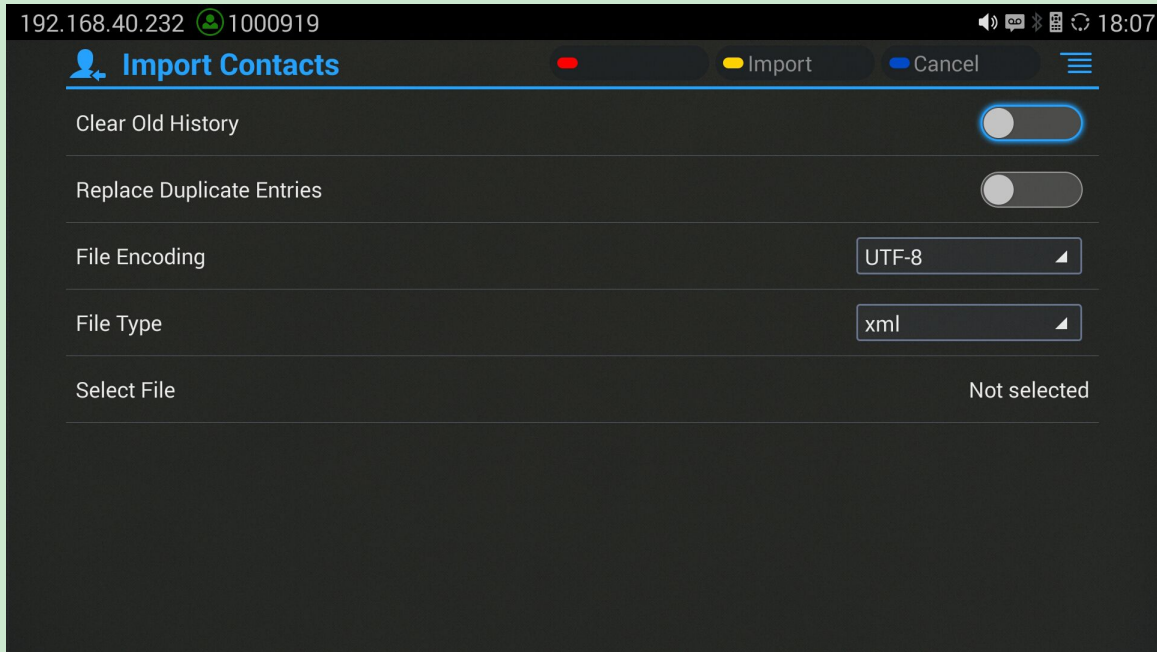 192.168.40.232 1000919 18:07
Import Contacts Import Cancel
Clear Old History
Replace Duplicate Entries
File Encoding UTF-8
File Type xml
Select File Not selected